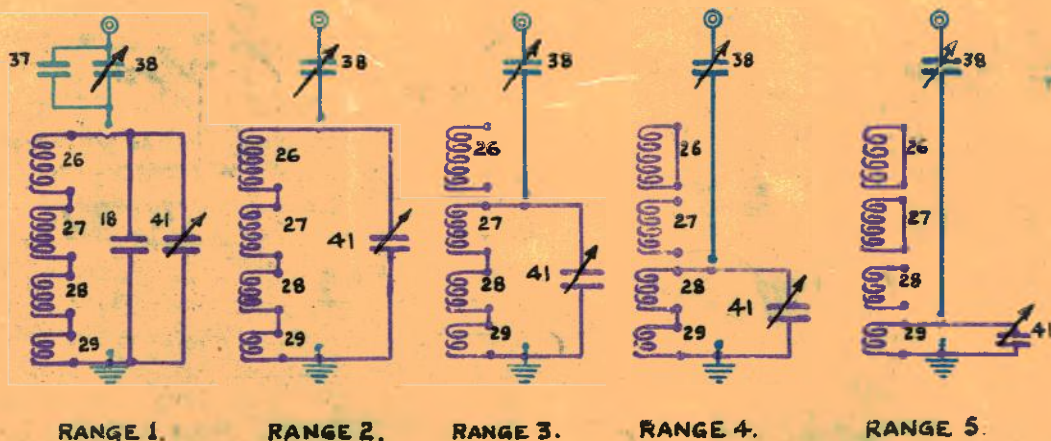 37 38 38 38 38 38
26 26 26 26 26
27 18 41 27 41 27 41 27 41 27
28 28 28 28 28
29 29 29 29 29 41
RANGE 1. RANGE 2. RANGE 3. RANGE 4. RANGE 5.